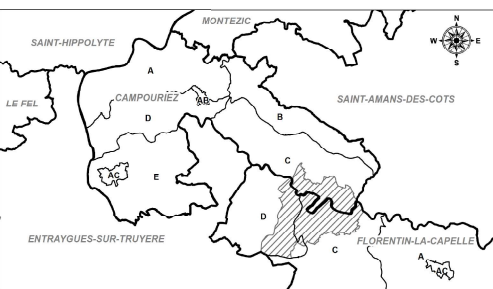 MONTEZIC
N
SAINT-HIPPOLYTE
W E
S
A
LE FEL
CAMPOURIEZ
AB
SAINT-AMANS-DES-COTS
D
B
C
AC
E
D
ENTRAYGUES-SUR-TRUYERE
FLORENTIN-LA-CAPELLE
C
A
AC